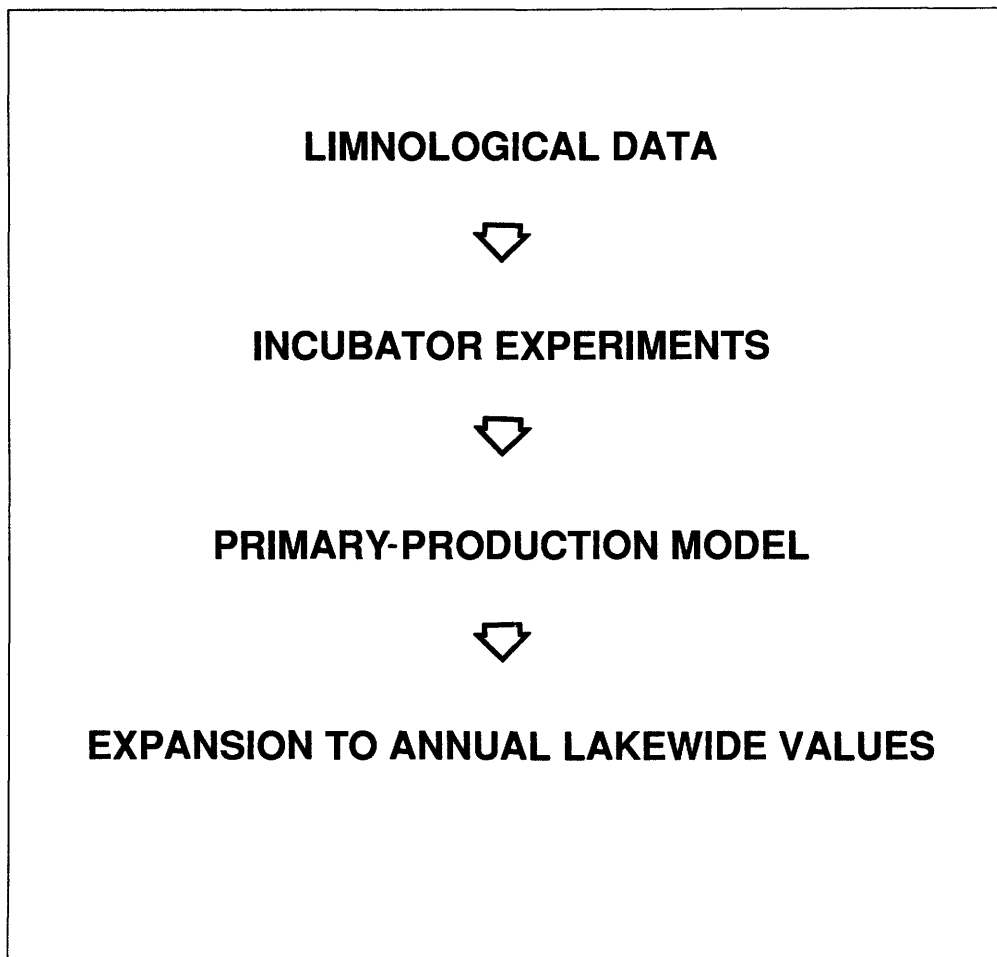 LIMNOLOGICAL DATA
INCUBATOR EXPERIMENTS
PRIMARY-PRODUCTION MODEL
EXPANSION TO ANNUAL LAKEWIDE VALUES